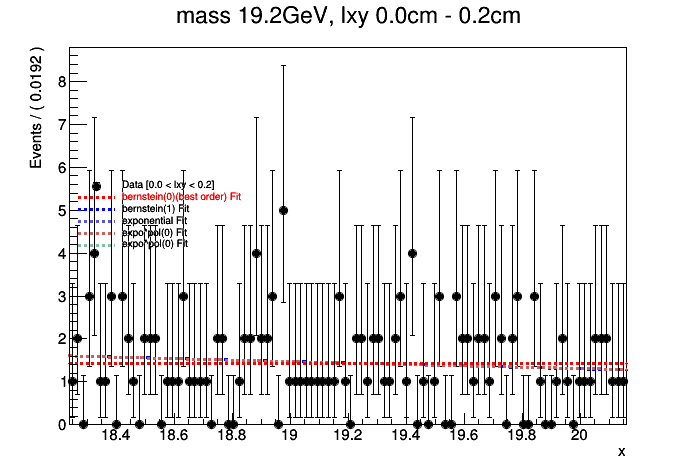 mass 19.2GeV, lxy 0.0cm - 0.2cm
Events / ( 0.0192 )
8
7
6
5
4
3
2
1
0
Data [0.0 < lxy < 0.2]
bernstein(0)(best order) Fit
bernstein(1) Fit
exponential Fit
expo*pol(0) Fit
expo*pol(0) Fit
18.4 18.6 18.8 19 19.2 19.4 19.6 19.8 20
x